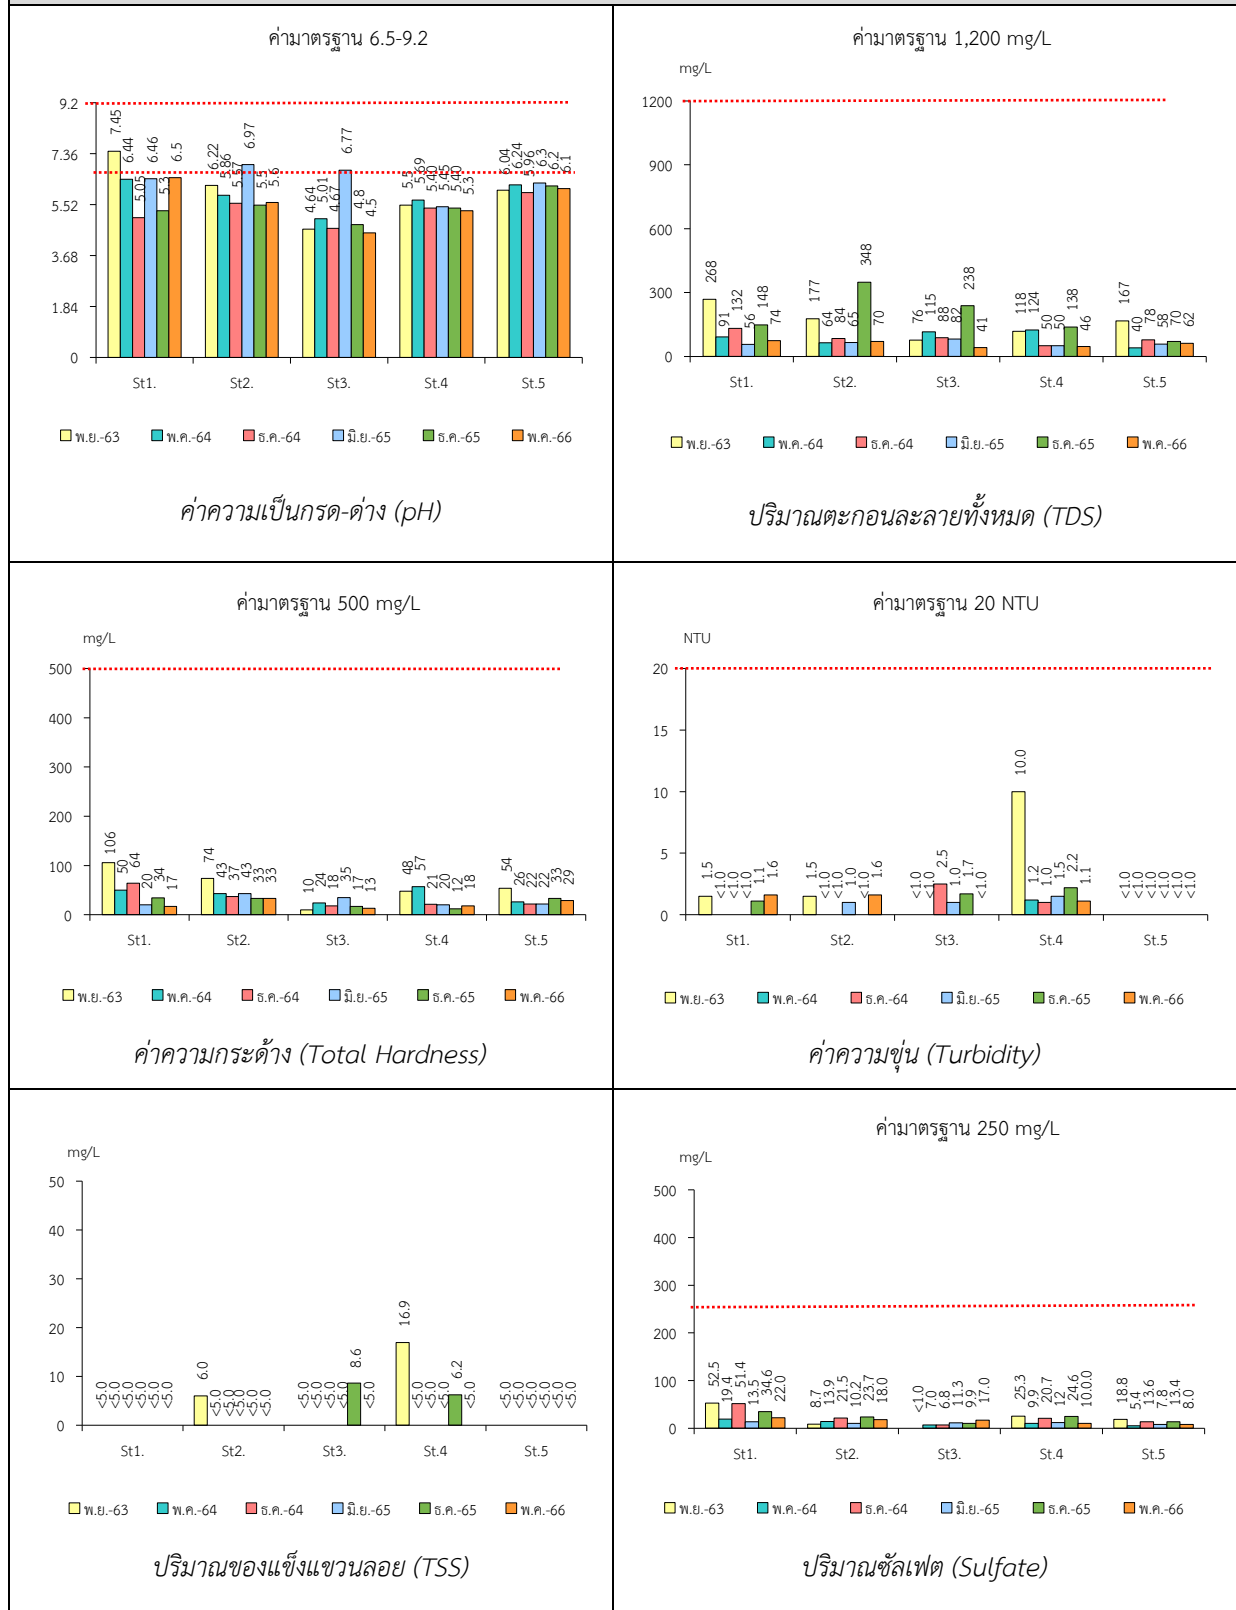 ค่ามาตรฐาน 6.5-9.2
9.2
7.36
5.52
3.68
1.84
0
7.45 6.44 5.05 6.46 5.3 6.5
6.22 5.86 5.57 6.97 5.5 5.6
4.64 5.01 4.67 6.77 4.8 4.5
5.5 5.69 5.40 5.45 5.40 5.3
6.04 6.24 5.96 6.3 6.2 6.1
St1. St2. St3. St.4 St.5
พ.ย.-63 พ.ค.-64 ธ.ค.-64 มิ.ย.-65 ธ.ค.-65 พ.ค.-66
ค่าความเป็นกรด-ด่าง (pH)
ค่ามาตรฐาน 1,200 mg/L
mg/L
1200
900
600
300
0
268 91 132 56 148 74
177 64 84 65 348 70
76 115 88 82 238 41
118 124 50 50 138 46
167 40 78 58 70 62
St1. St2. St3. St.4 St.5
พ.ย.-63 พ.ค.-64 ธ.ค.-64 มิ.ย.-65 ธ.ค.-65 พ.ค.-66
ปริมาณตะกอนละลายทั้งหมด (TDS)
ค่ามาตรฐาน 500 mg/L
mg/L
500
400
300
200
100
0
106 50 64 20 34 17
74 43 37 43 33 33
10 24 18 35 17 13
48 57 21 20 12 18
54 26 22 22 33 29
St1. St2. St3. St.4 St.5
พ.ย.-63 พ.ค.-64 ธ.ค.-64 มิ.ย.-65 ธ.ค.-65 พ.ค.-66
ค่าความกระด้าง (Total Hardness)
ค่ามาตรฐาน 20 NTU
NTU
20
15
10
5
0
1.5 <1.0 <1.0 <1.0 1.1 1.6
1.5 <1.0 <1.0 1.0 <1.0 1.6
<1.0 <1.0 2.5 1.0 1.7 <1.0
10.0 1.2 1.0 1.5 2.2 1.1
<1.0 <1.0 <1.0 <1.0 <1.0 <1.0
St1. St2. St3. St.4 St.5
พ.ย.-63 พ.ค.-64 ธ.ค.-64 มิ.ย.-65 ธ.ค.-65 พ.ค.-66
ค่าความขุ่น (Turbidity)
mg/L
50
40
30
20
10
0
<5.0 <5.0 <5.0 <5.0 <5.0 <5.0
6.0 <5.0 <5.0 <5.0 <5.0 <5.0
<5.0 <5.0 <5.0 <5.0 8.6 <5.0
16.9 <5.0 <5.0 <5.0 6.2 <5.0
<5.0 <5.0 <5.0 <5.0 <5.0 <5.0
St1. St2. St3. St.4 St.5
พ.ย.-63 พ.ค.-64 ธ.ค.-64 มิ.ย.-65 ธ.ค.-65 พ.ค.-66
ปริมาณของแข็งแขวนลอย (TSS)
ค่ามาตรฐาน 250 mg/L
mg/L
500
400
300
200
100
0
52.5 19.4 51.4 13.5 34.6 22.0
8.7 13.9 21.5 10.2 23.7 18.0
<1.0 7.0 6.8 11.3 9.9 17.0
25.3 9.9 20.7 12 24.6 10.0.0
18.8 5.4 13.6 7.8 13.4 8.0
St1. St2. St3. St.4 St.5
พ.ย.-63 พ.ค.-64 ธ.ค.-64 มิ.ย.-65 ธ.ค.-65 พ.ค.-66
ปริมาณซัลเฟต (Sulfate)